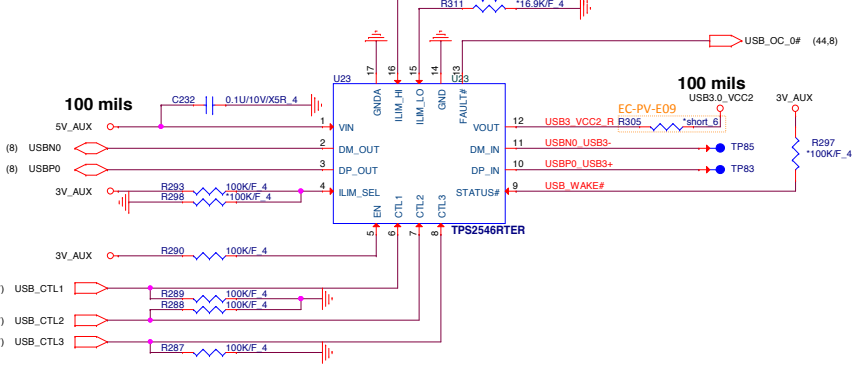 R311 *16.9K/F_4
USB_OC_0# (44,8)
17 16 15 14 13
U23 U23
GNDA ILIM_HI ILIM_LO GND FAULT#
100 mils
C232 0.1U/10V/X5R_4
5V_AUX 1 VIN
(8) USBN0 2 DM_OUT
(8) USBP0 3 DP_OUT
3V_AUX R293 100K/F_4 4 ILIM_SEL
R298 *100K/F_4
100 mils
EC-PV-E09 USB3.0_VCC2 3V_AUX
VOUT 12 USB3_VCC2_R R305 *short_6
DM_IN 11 USBN0_USB3- TP85
DP_IN 10 USBP0_USB3+ TP83
STATUS# 9 USB_WAKE#
R297
*100K/F_4
EN CTL1 CTL2 CTL3
5 6 7 8
TPS2546RTER
3V_AUX R290 100K/F_4
) USB_CTL1
R289 100K/F_4
R288 100K/F_4
) USB_CTL2
) USB_CTL3
R287 100K/F_4